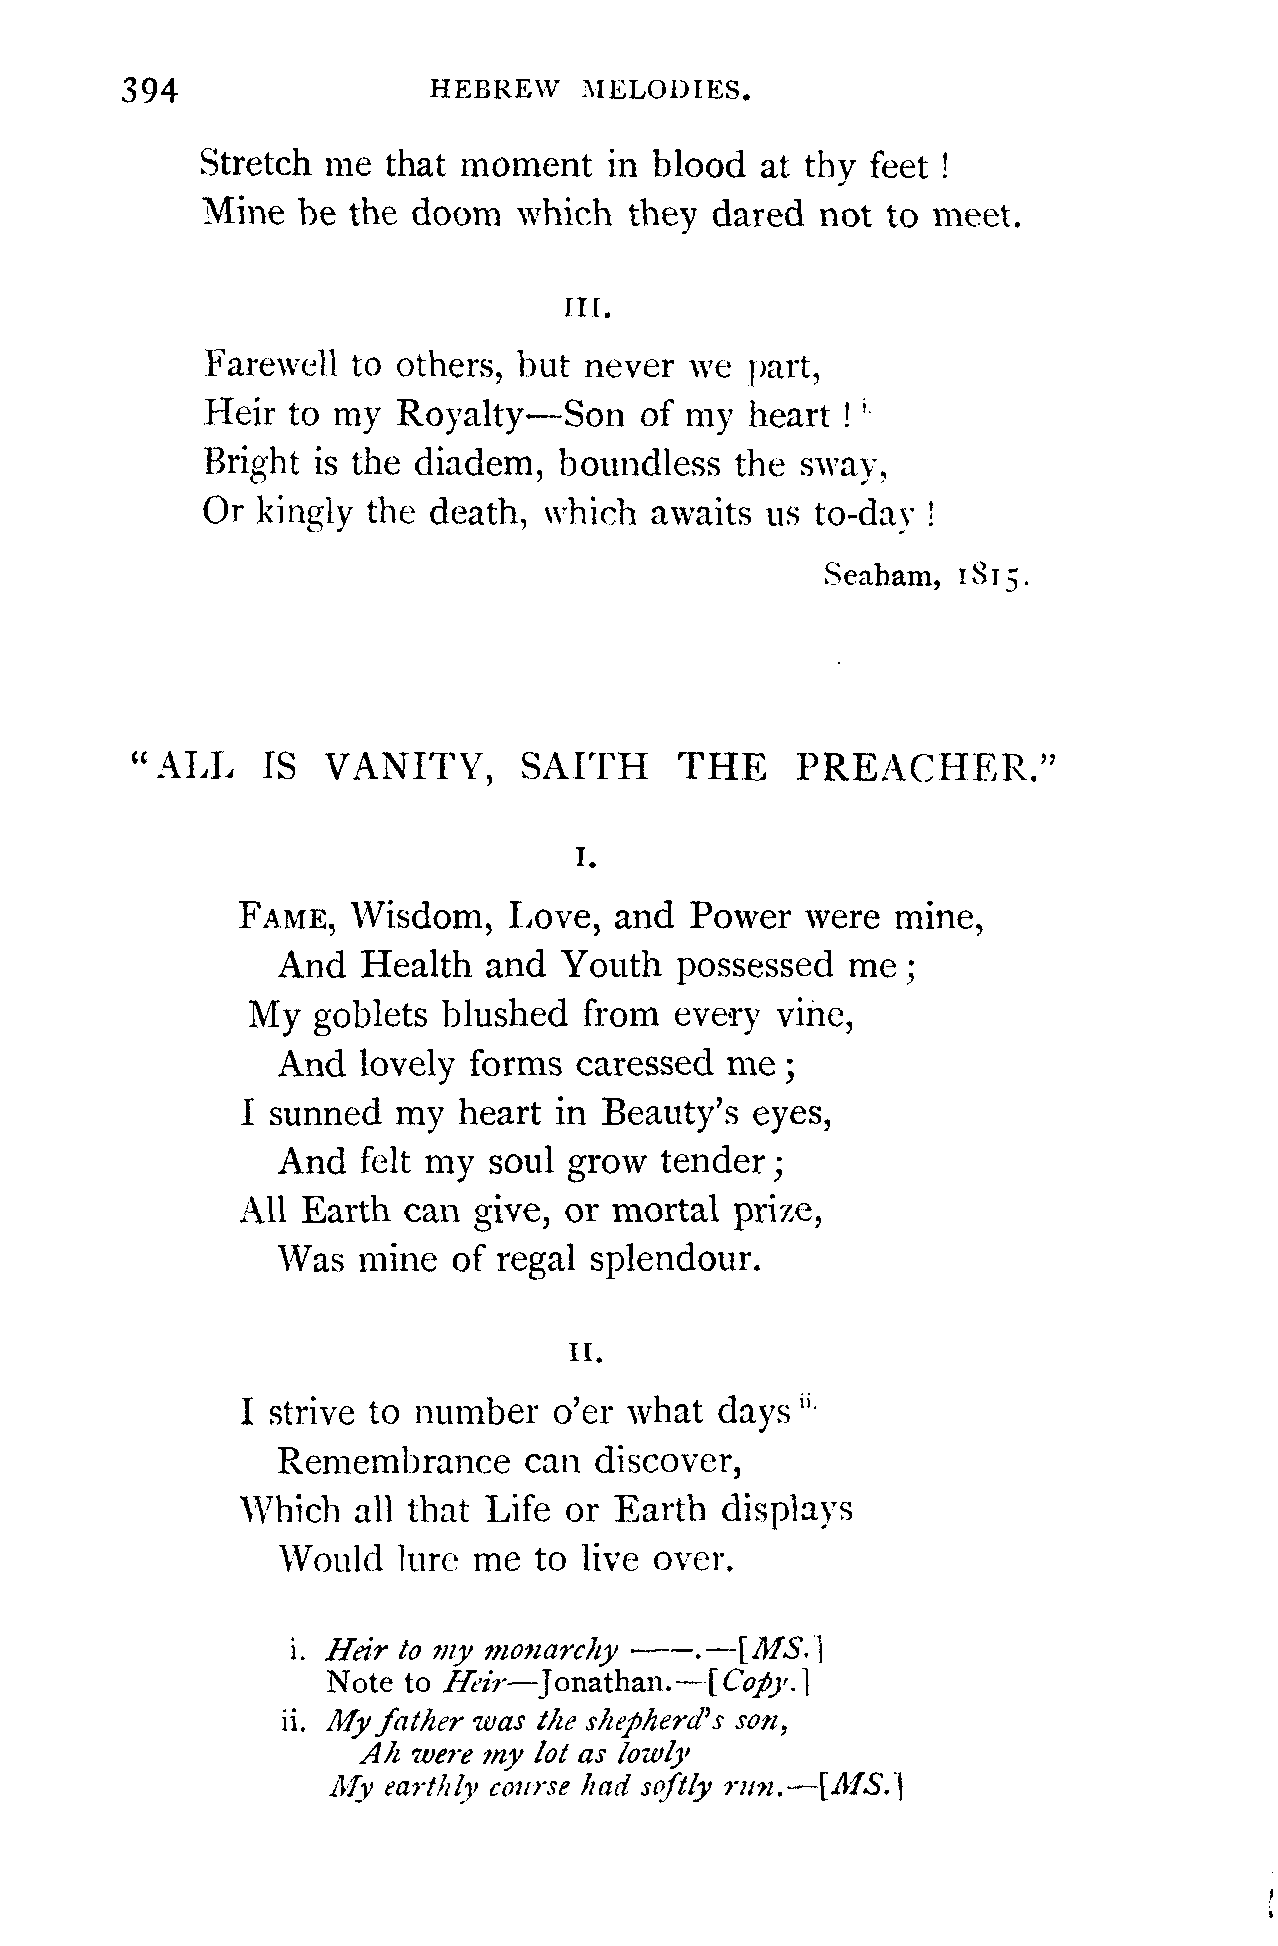 394 HEBREW MELODIES.
Stretch me that moment in blood at thy feet !
Mine be the doom which they dared not to meet.
III.
Farewell to others, but never we part,
Heir to my Royalty—Son of my heart ! i.
Bright is the diadem, boundless the sway,
Or kingly the death, which awaits us to-day !
Seaham, 1815.
"ALL IS VANITY, SAITH THE PREACHER."
I.
FAME, Wisdom, Love, and Power were mine,
And Health and Youth possessed me ;
My goblets blushed from every vine,
And lovely forms caressed me ;
I sunned my heart in Beauty's eyes,
And felt my soul grow tender ;
All Earth can give, or mortal prize,
Was mine of regal splendour.
II.
I strive to number o'er what days ii.
Remembrance can discover,
Which all that Life or Earth displays
Would lure me to live over.
i. Heir to my monarchy ——.—[MS.]
Note to Heir—Jonathan.—[Copy.]
ii. My father was the shepherd's son,
Ah were my lot as lowly
My earthly course had softly run.—[MS.]